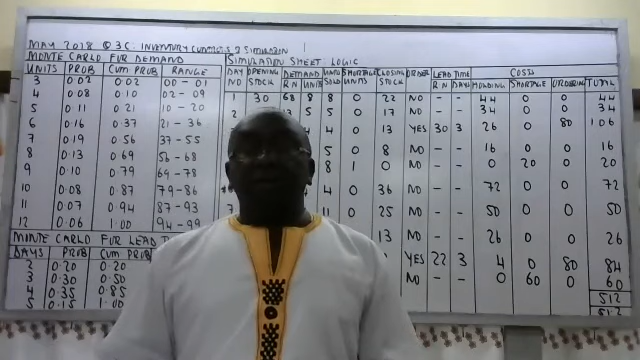 MAY 2018 Q 3C: INVENTORY CONTROL & SIMULATION
MONTE CARLO FUR DEMAND
UNITS PROB CUM PROB RANGE
3 0.02 0.02 00 - 01
4 0.08 0.10 02 - 09
5 0.11 0.21 10 - 20
6 0.16 0.37 21 - 36
7 0.19 0.56 37 - 55
8 0.13 0.69 56 - 68
9 0.10 0.79 69 - 78
10 0.08 0.87 79 - 86
11 0.07 0.94 87 - 93
12 0.06 1.00 94 - 99
MONTE CARLO FUR LEAD
DAYS PROB CUM PROB
2 0.20 0.20
3 0.30 0.50
4 0.35 0.85
5 0.15 1.00
SIMULATION SHEET: LOGIC
DAY NO OPENING STOCK DEMAND R N UNITS UNITS SOLD SHORTAGE UNITS CLOSING STOCK ORDER LEAD TIME R N DAYS COSTS HOLDING SHORTAGE ORDERING TOTAL
1 30 68 8 8 0 22 NO - - 44 0 0 44
2 5 5 0 17 NO - - 34 0 0 34
4 4 0 13 YES 30 3 26 0 80 106
5 0 8 NO - - 16 0 0 16
8 1 0 NO - - 0 20 0 20
4 0 36 NO - - 72 0 0 72
7 11 0 25 NO - - 50 0 0 50
13 NO - - 26 0 0 26
YES 22 3 4 0 80 84
NO - - 0 60 0 60
512
512